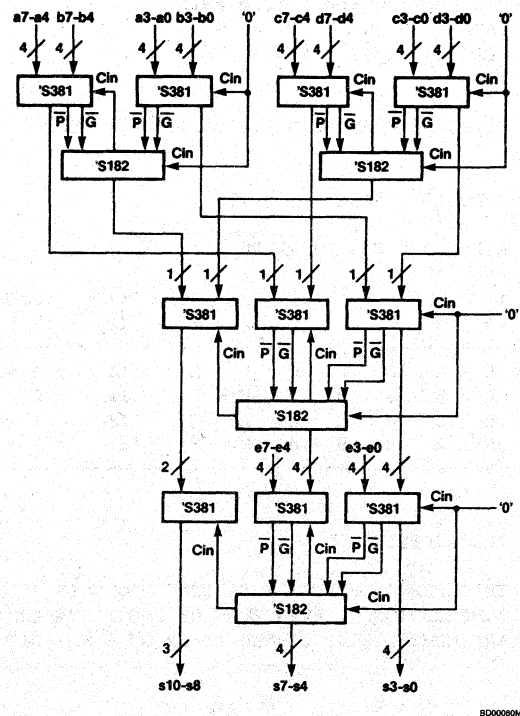 a7-a4 b7-b4 a3-a0 b3-b0 '0' c7-c4 d7-d4 c3-c0 d3-d0 '0'
4 4 4 4 4 4 4 4
'S381 Cin 'S381 Cin 'S381 Cin 'S381 Cin
P G P G P G P G
'S182 Cin 'S182 Cin
1 1 1 1 1 1
'S381 'S381 'S381 Cin '0'
Cin P G Cin P G
'S182
e7-e4 e3-e0
2 4 4 4 4
'S381 'S381 'S381 Cin '0'
Cin P G Cin P G
'S182
3 4 4
s10-s8 s7-s4 s3-s0
BD00080M